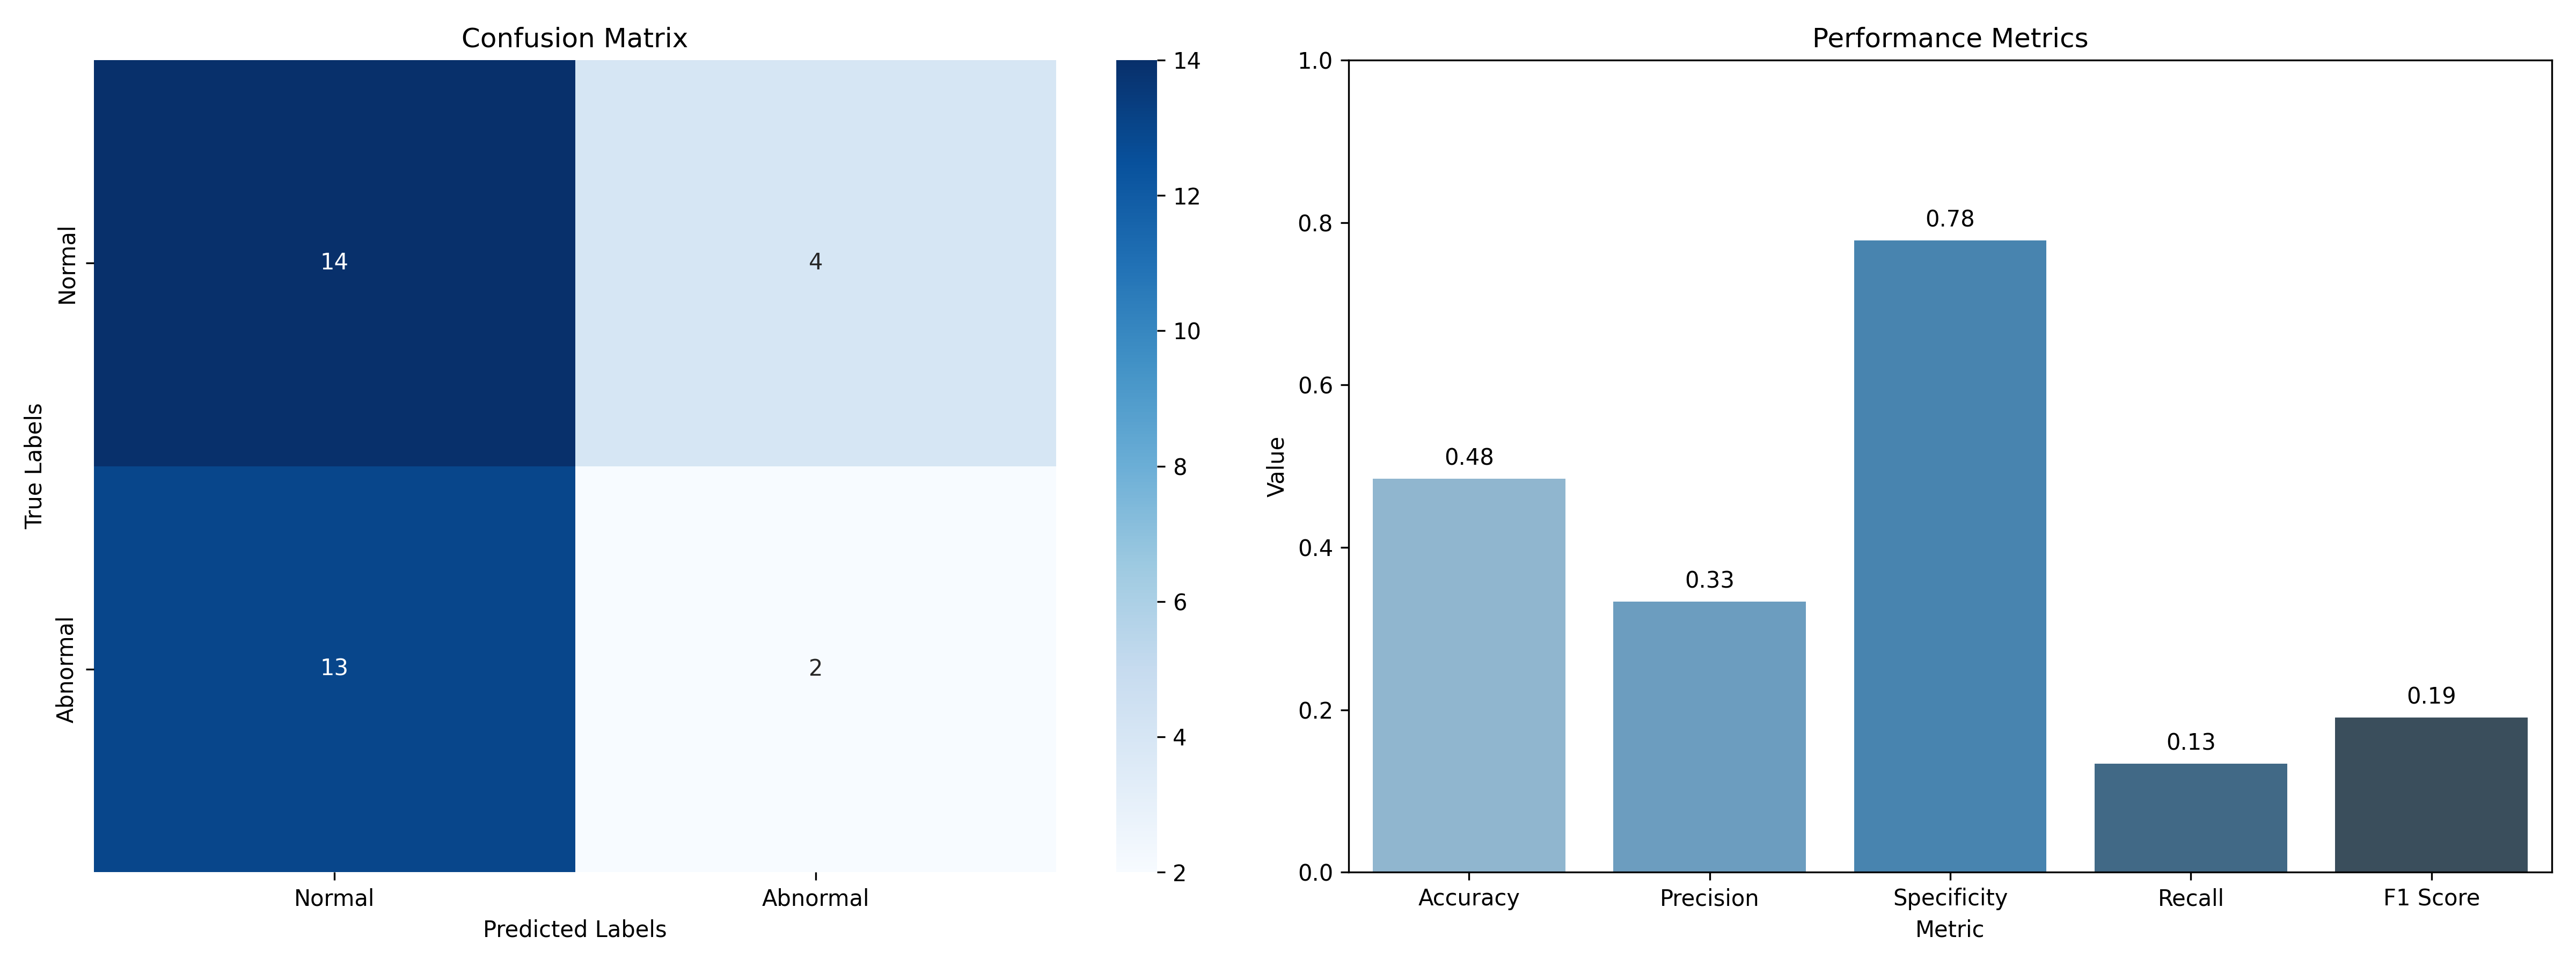 Confusion Matrix
True Labels
Normal
Abnormal
14
4
13
2
Normal
Abnormal
Predicted Labels
14
12
10
8
6
4
2
Performance Metrics
Value
1.0
0.8
0.6
0.4
0.2
0.0
0.48
0.33
0.78
0.13
0.19
Accuracy
Precision
Specificity
Recall
F1 Score
Metric